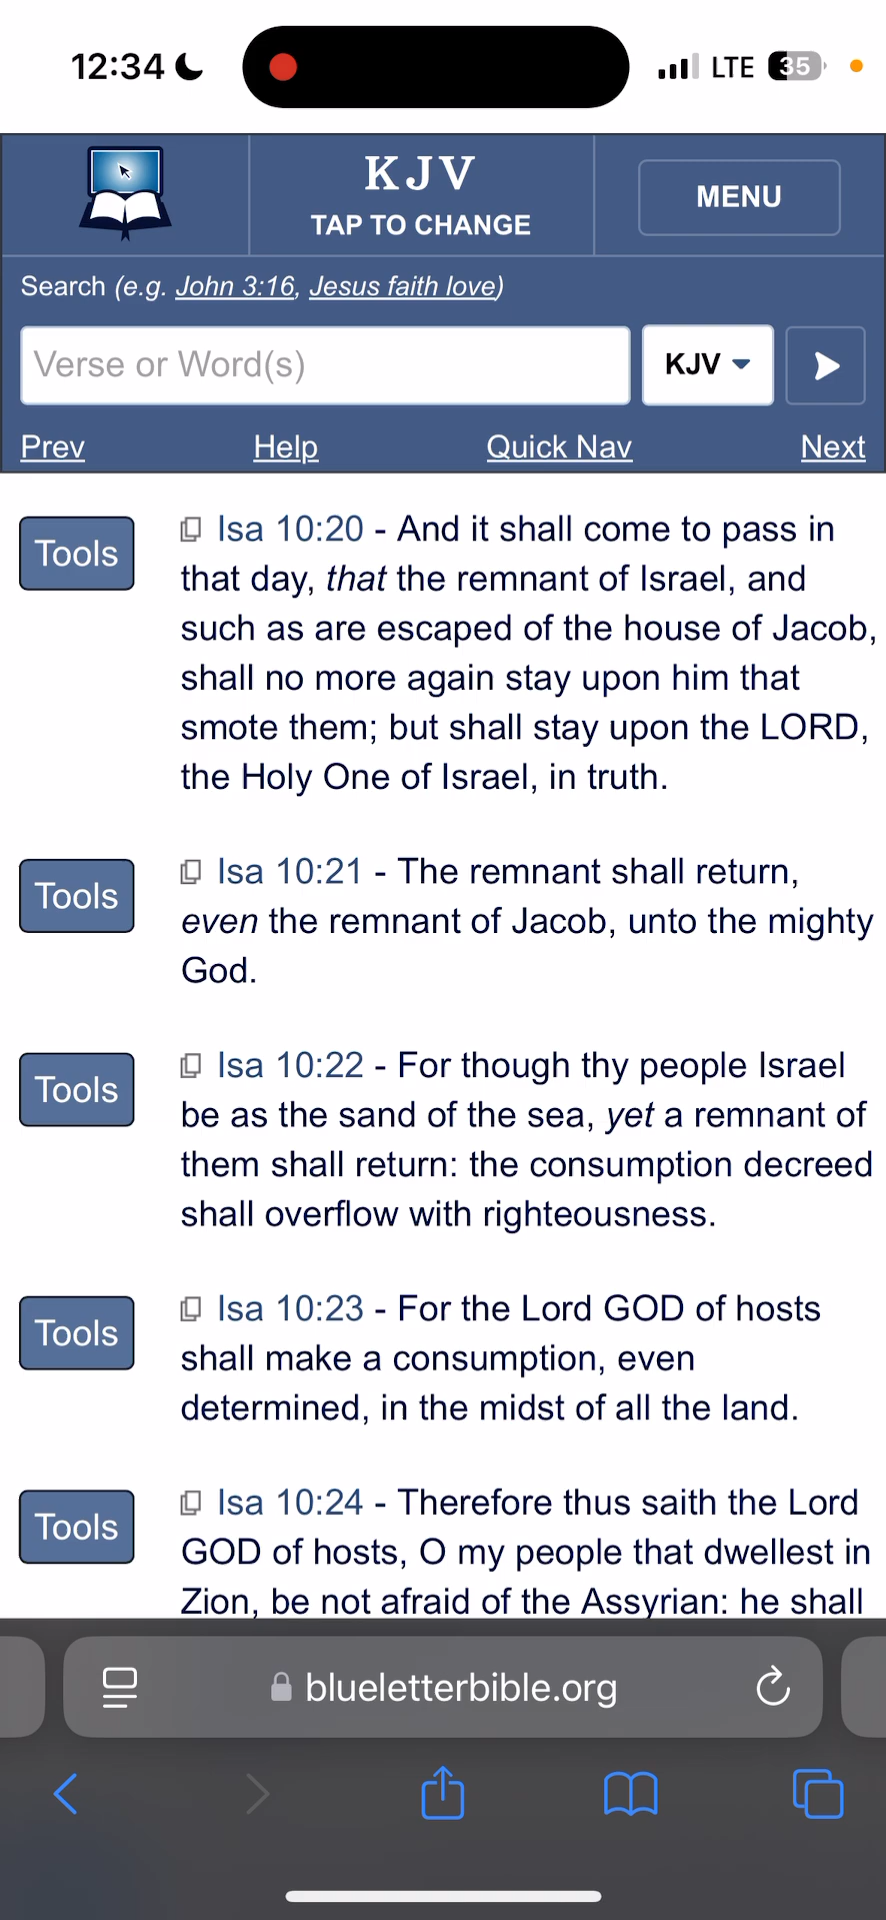 12:34
LTE 35
KJV
TAP TO CHANGE
MENU
Search (e.g. John 3:16, Jesus faith love)
Verse or Word(s)
KJV
Prev Help Quick Nav Next
Tools
Isa 10:20 - And it shall come to pass in
that day, that the remnant of Israel, and
such as are escaped of the house of Jacob,
shall no more again stay upon him that
smote them; but shall stay upon the LORD,
the Holy One of Israel, in truth.
Tools
Isa 10:21 - The remnant shall return,
even the remnant of Jacob, unto the mighty
God.
Tools
Isa 10:22 - For though thy people Israel
be as the sand of the sea, yet a remnant of
them shall return: the consumption decreed
shall overflow with righteousness.
Tools
Isa 10:23 - For the Lord GOD of hosts
shall make a consumption, even
determined, in the midst of all the land.
Tools
Isa 10:24 - Therefore thus saith the Lord
GOD of hosts, O my people that dwellest in
Zion, be not afraid of the Assyrian: he shall
blueletterbible.org